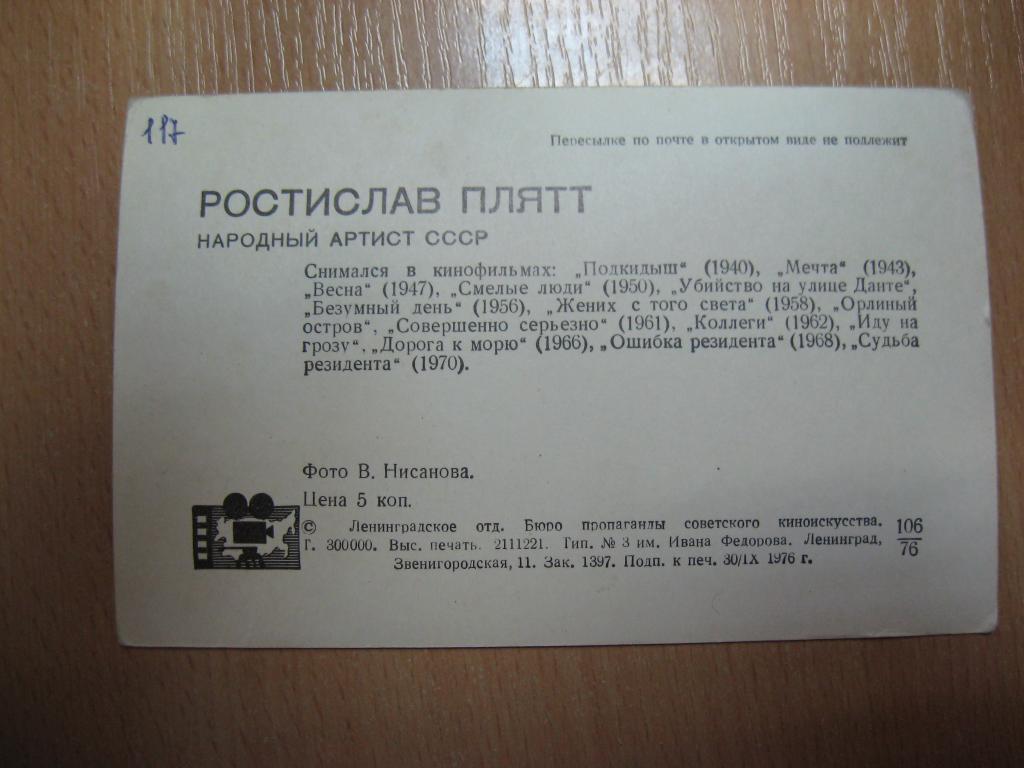 117
Пересылке по почте в открытом виде не подлежит
РОСТИСЛАВ ПЛЯТТ
НАРОДНЫЙ АРТИСТ СССР
Снимался в кинофильмах: „Подкидыш“ (1940), „Мечта“ (1943),
„Весна“ (1947), „Смелые люди“ (1950), „Убийство на улице Данте“,
„Безумный день“ (1956), „Жених с того света“ (1958), „Орлиный
остров“, „Совершенно серьезно“ (1961), „Коллеги“ (1962), „Иду на
грозу“, „Дорога к морю“ (1966), „Ошибка резидента“ (1968), „Судьба
резидента“ (1970).
Фото В. Нисанова.
Цена 5 коп.
© Ленинградское отд. Бюро пропаганды советского киноискусства. 106/76
Т. 300000. Выс. печать. 2111221. Тип. № 3 им. Ивана Федорова. Ленинград,
Звенигородская, 11. Зак. 1397. Подп. к печ. 30/IX 1976 г.